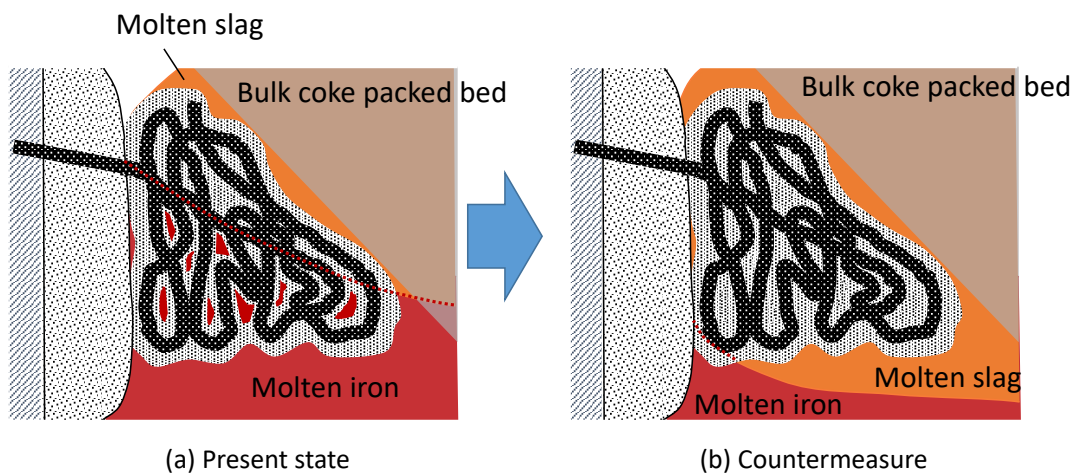 Molten slag
Bulk coke packed bed
Molten iron
(a) Present state
Bulk coke packed bed
Molten slag
Molten iron
(b) Countermeasure